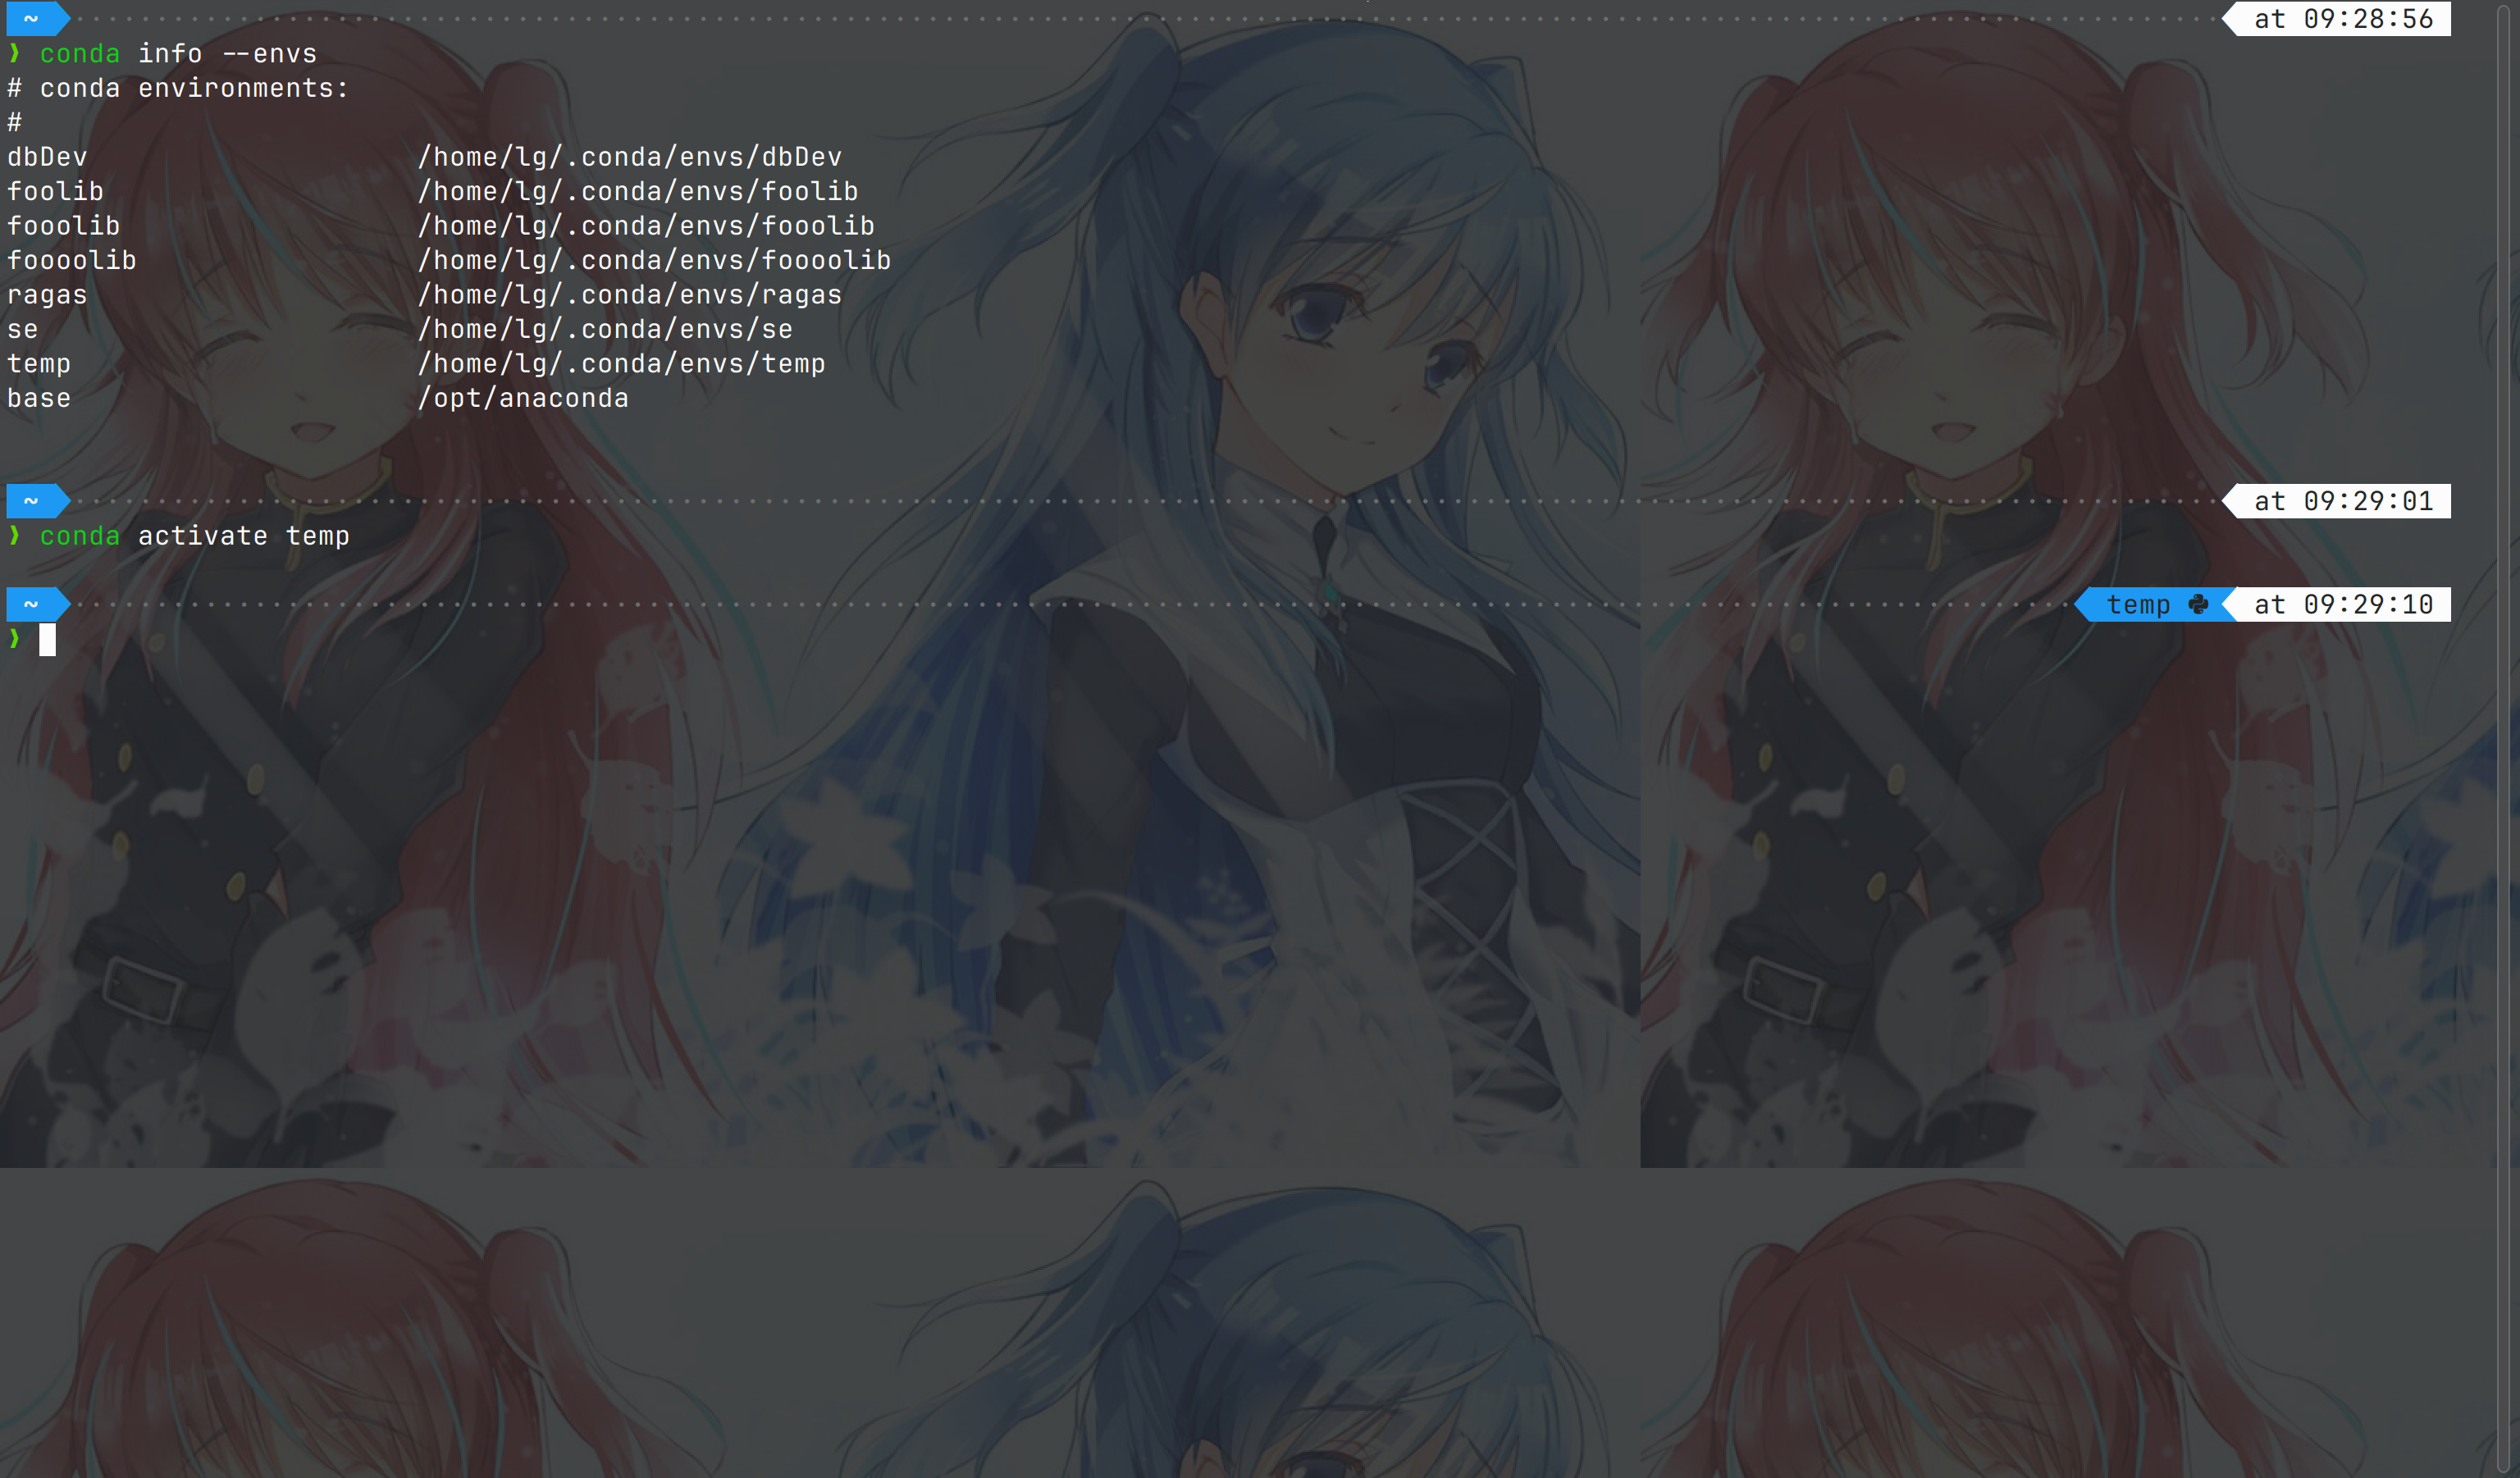 ~ at 09:28:56
❯ conda info --envs
# conda environments:
#
dbDev /home/lg/.conda/envs/dbDev
foolib /home/lg/.conda/envs/foolib
fooolib /home/lg/.conda/envs/fooolib
foooolib /home/lg/.conda/envs/foooolib
ragas /home/lg/.conda/envs/ragas
se /home/lg/.conda/envs/se
temp /home/lg/.conda/envs/temp
base /opt/anaconda
~ at 09:29:01
❯ conda activate temp
~ temp at 09:29:10
❯